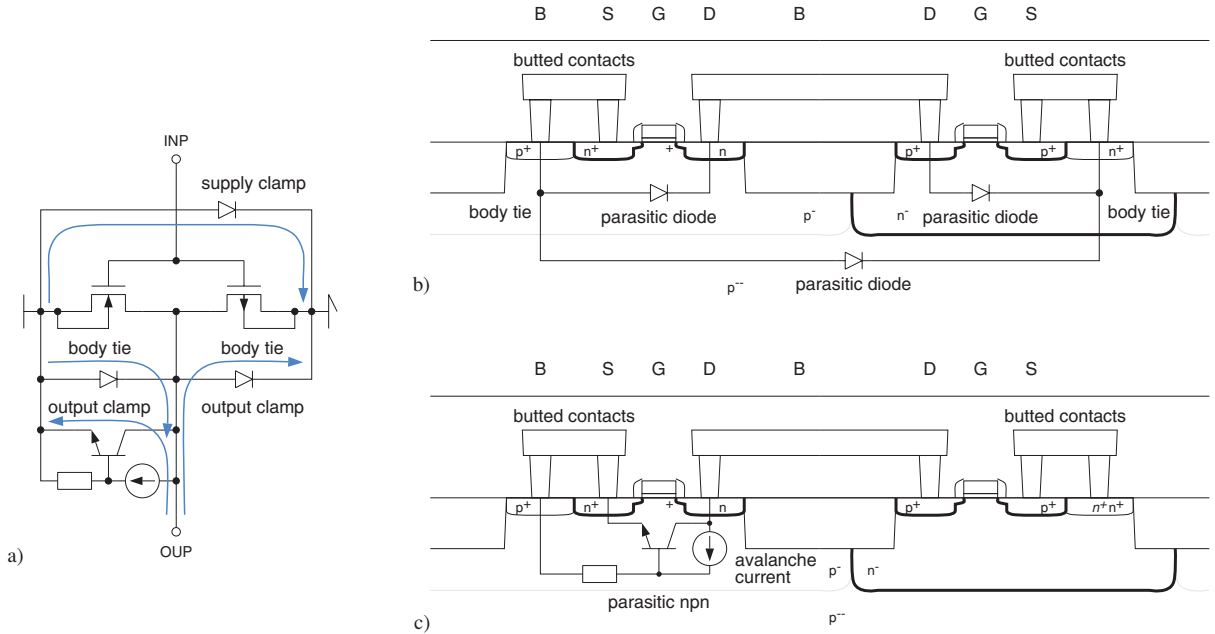 INP
supply clamp
body tie
body tie
output clamp
output clamp
OUP
a)
B S G D B D G S
butted contacts
butted contacts
p+ n+ + n p+ p+ n+
body tie
parasitic diode
p-
n-
parasitic diode
body tie
b)
p--
parasitic diode
B S G D B D G S
butted contacts
butted contacts
p+ n+ + n p+ p+ n+ n+
avalanche
current
p-
n-
parasitic npn
c)
p--